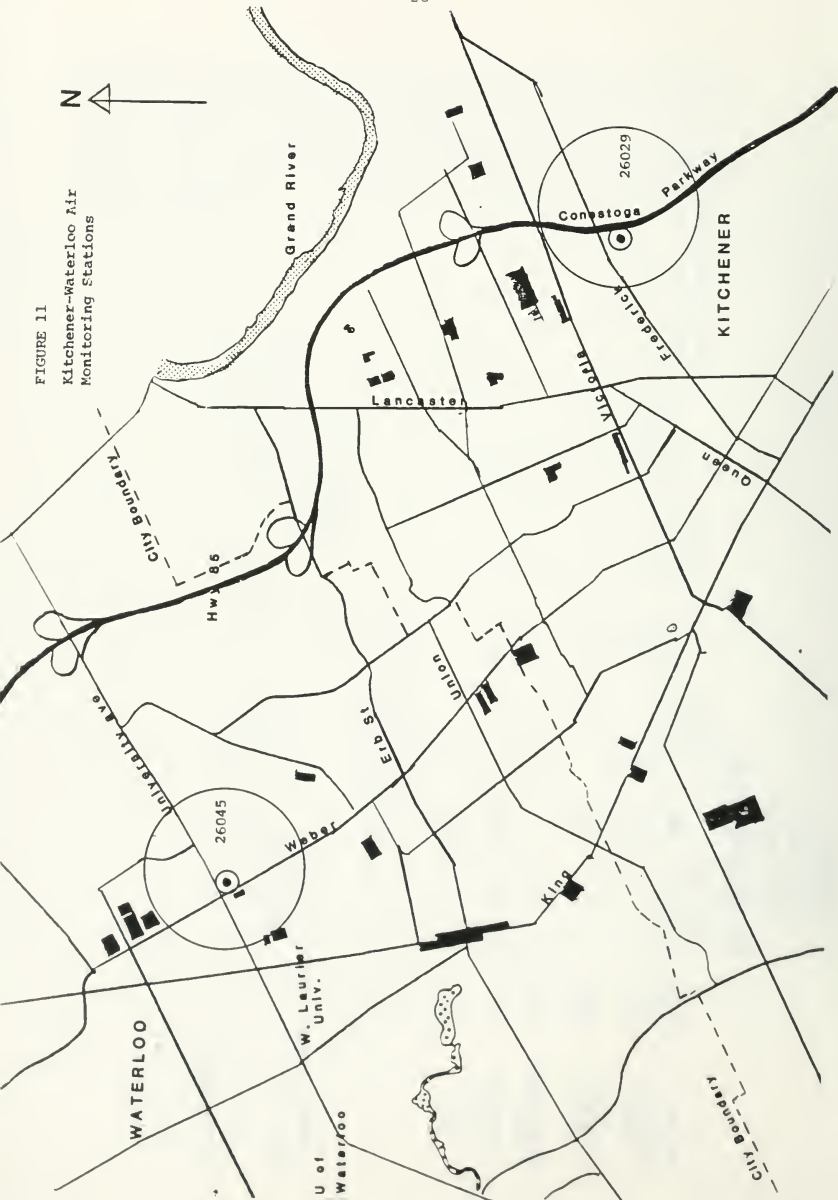 FIGURE 11
Kitchener-Waterloo Air
Monitoring Stations
N
Grand River
City Boundary
Hwy 86
University ave
26045
Weber
Erb St
Union
Lancaster
Victoria
Frederick
Conestoga
Parkway
26029
KITCHENER
Queen
King
W. Laurier
Univ.
WATERLOO
U of
Waterloo
City Boundary